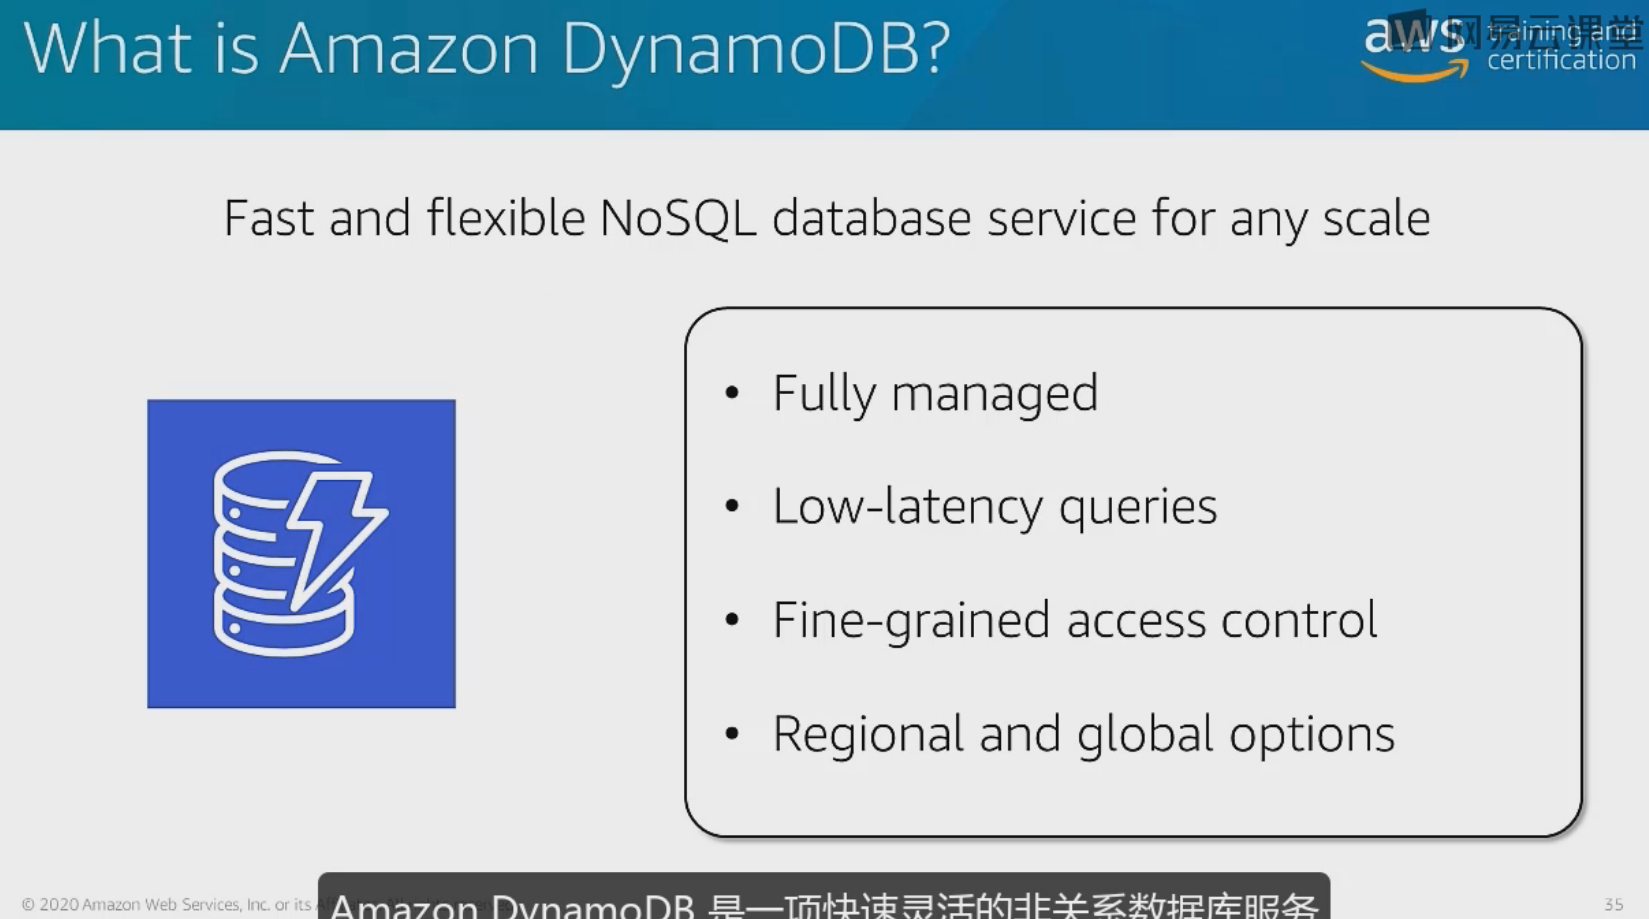 What is Amazon DynamoDB?
aws
网易云课堂
training and
certification
Fast and flexible NoSQL database service for any scale
• Fully managed
• Low-latency queries
• Fine-grained access control
• Regional and global options
© 2020 Amazon Web Services, Inc. or its
Amazon DynamoDB 是一项快速灵活的非关系数据库服务
35